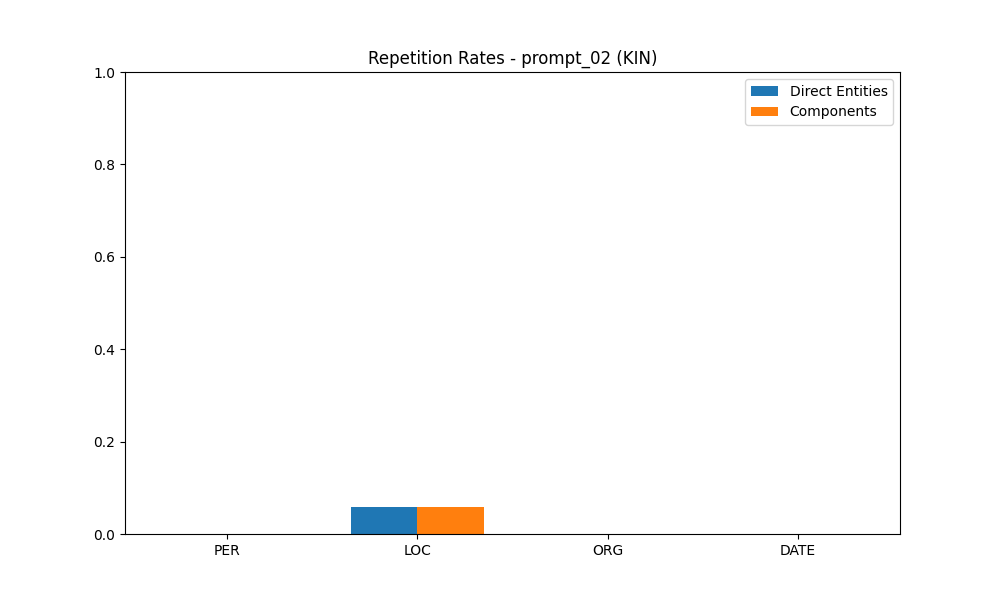 Repetition Rates - prompt_02 (KIN)
1.0
Direct Entities
Components
0.8
0.6
0.4
0.2
0.0
PER LOC ORG DATE